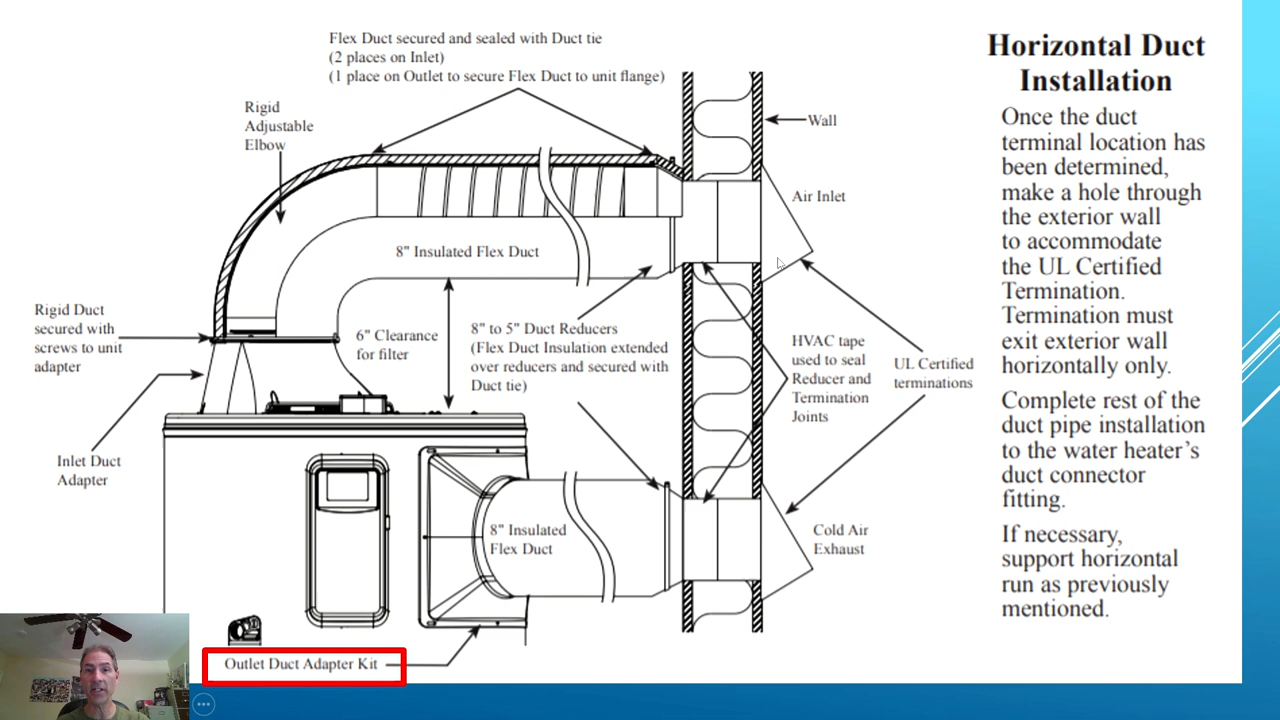 Flex Duct secured and sealed with Duct tie
(2 places on Inlet)
(1 place on Outlet to secure Flex Duct to unit flange)
Rigid
Adjustable
Elbow
Wall
Air Inlet
8" Insulated Flex Duct
Rigid Duct
secured with
screws to unit
adapter
6" Clearance
for filter
8" to 5" Duct Reducers
(Flex Duct Insulation extended
over reducers and secured with
Duct tie)
HVAC tape
used to seal
Reducer and
Termination
Joints
UL Certified
terminations
Inlet Duct
Adapter
8" Insulated
Flex Duct
Cold Air
Exhaust
Outlet Duct Adapter Kit
Horizontal Duct
Installation
Once the duct
terminal location has
been determined,
make a hole through
the exterior wall
to accommodate
the UL Certified
Termination.
Termination must
exit exterior wall
horizontally only.
Complete rest of the
duct pipe installation
to the water heater’s
duct connector
fitting.
If necessary,
support horizontal
run as previously
mentioned.